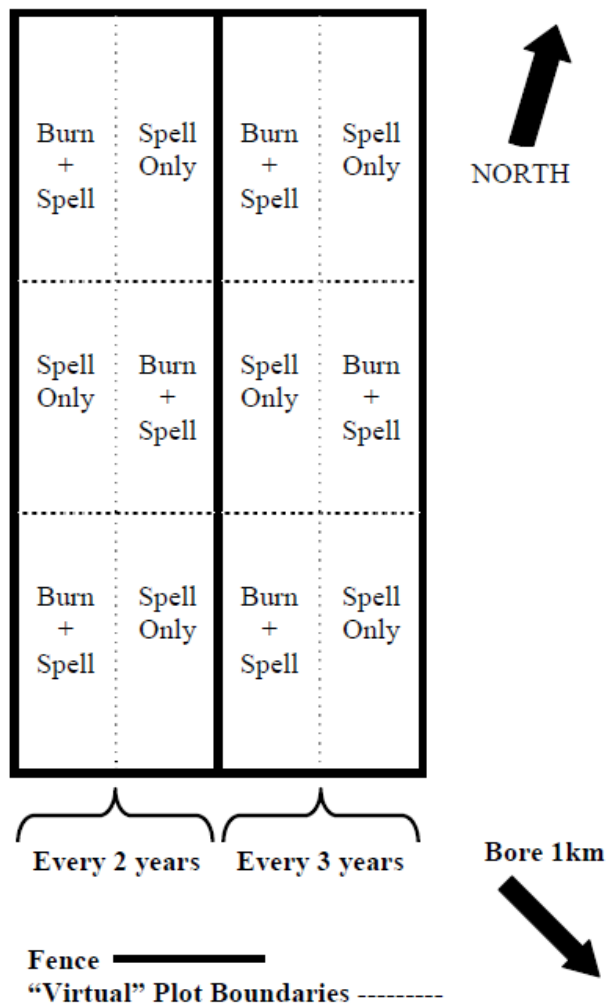 Burn
+
Spell
Spell
Only
Burn
+
Spell
Spell
Only
NORTH
Spell
Only
Burn
+
Spell
Spell
Only
Burn
+
Spell
Burn
+
Spell
Spell
Only
Burn
+
Spell
Spell
Only
Every 2 years
Every 3 years
Bore 1km
Fence
“Virtual” Plot Boundaries ---------